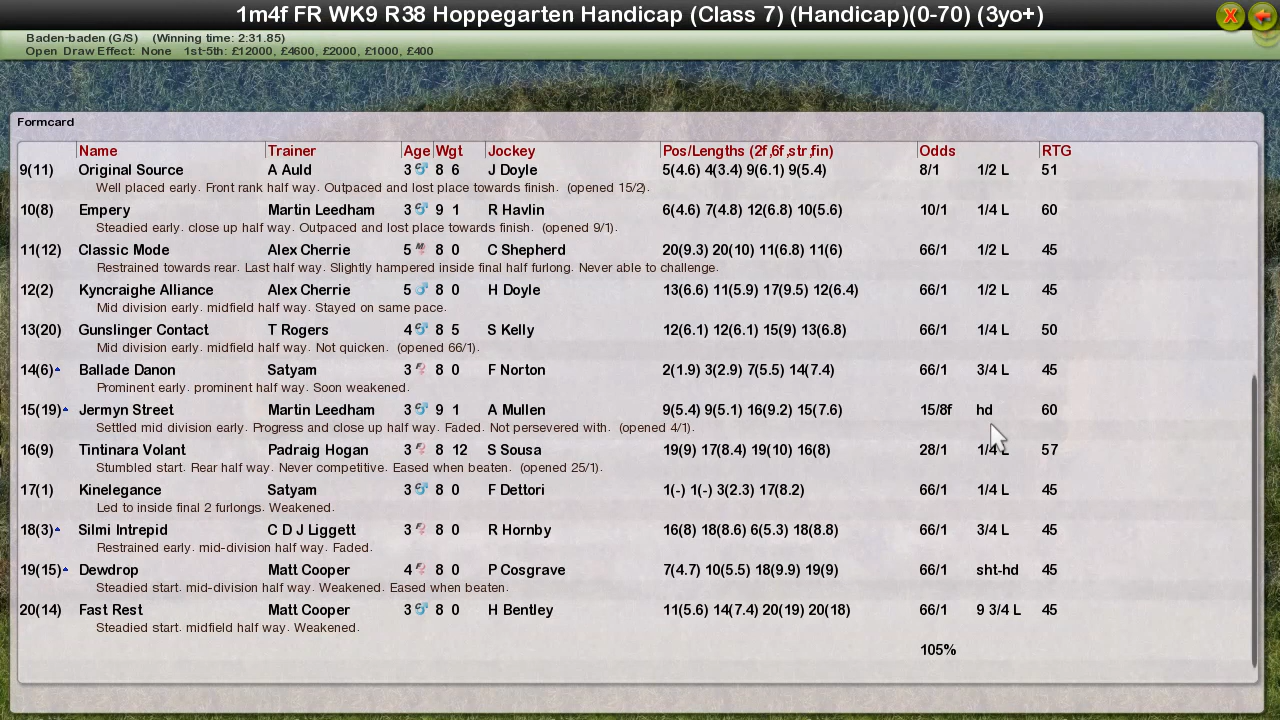 1m4f FR WK9 R38 Hoppegarten Handicap (Class 7) (Handicap)(0-70) (3yo+)
X
Baden-baden (G/S) (Winning time: 2:31.85)
Open Draw Effect: None 1st-5th: £12000, £4600, £2000, £1000, £400
Formcard
Name Trainer Age Wgt Jockey Pos/Lengths (2f,6f,str,fin) Odds RTG
9(11) Original Source A Auld 3 8 6 J Doyle 5(4.6) 4(3.4) 9(6.1) 9(5.4) 8/1 1/2 L 51
Well placed early. Front rank half way. Outpaced and lost place towards finish. (opened 15/2).
10(8) Empery Martin Leedham 3 9 1 R Havlin 6(4.6) 7(4.8) 12(6.8) 10(5.6) 10/1 1/4 L 60
Steadied early. close up half way. Outpaced and lost place towards finish. (opened 9/1).
11(12) Classic Mode Alex Cherrie 5 8 0 C Shepherd 20(9.3) 20(10) 11(6.8) 11(6) 66/1 1/2 L 45
Restrained towards rear. Last half way. Slightly hampered inside final half furlong. Never able to challenge.
12(2) Kyncraighe Alliance Alex Cherrie 5 8 0 H Doyle 13(6.6) 11(5.9) 17(9.5) 12(6.4) 66/1 1/2 L 45
Mid division early. midfield half way. Stayed on same pace.
13(20) Gunslinger Contact T Rogers 4 8 5 S Kelly 12(6.1) 12(6.1) 15(9) 13(6.8) 66/1 1/4 L 50
Mid division early. midfield half way. Not quicken. (opened 66/1).
14(6) Ballade Danon Satyam 3 8 0 F Norton 2(1.9) 3(2.9) 7(5.5) 14(7.4) 66/1 3/4 L 45
Prominent early. prominent half way. Soon weakened.
15(19) Jermyn Street Martin Leedham 3 9 1 A Mullen 9(5.4) 9(5.1) 16(9.2) 15(7.6) 15/8f hd 60
Settled mid division early. Progress and close up half way. Faded. Not persevered with. (opened 4/1).
16(9) Tintinara Volant Padraig Hogan 3 8 12 S Sousa 19(9) 17(8.4) 19(10) 16(8) 28/1 1/4 L 57
Stumbled start. Rear half way. Never competitive. Eased when beaten. (opened 25/1).
17(1) Kinelegance Satyam 3 8 0 F Dettori 1(-) 1(-) 3(2.3) 17(8.2) 66/1 1/4 L 45
Led to inside final 2 furlongs. Weakened.
18(3) Silmi Intrepid C D J Liggett 3 8 0 R Hornby 16(8) 18(8.6) 6(5.3) 18(8.8) 66/1 3/4 L 45
Restrained early. mid-division half way. Faded.
19(15) Dewdrop Matt Cooper 4 8 0 P Cosgrave 7(4.7) 10(5.5) 18(9.9) 19(9) 66/1 sht-hd 45
Steadied start. mid-division half way. Weakened. Eased when beaten.
20(14) Fast Rest Matt Cooper 3 8 0 H Bentley 11(5.6) 14(7.4) 20(19) 20(18) 66/1 9 3/4 L 45
Steadied start. midfield half way. Weakened.
105%